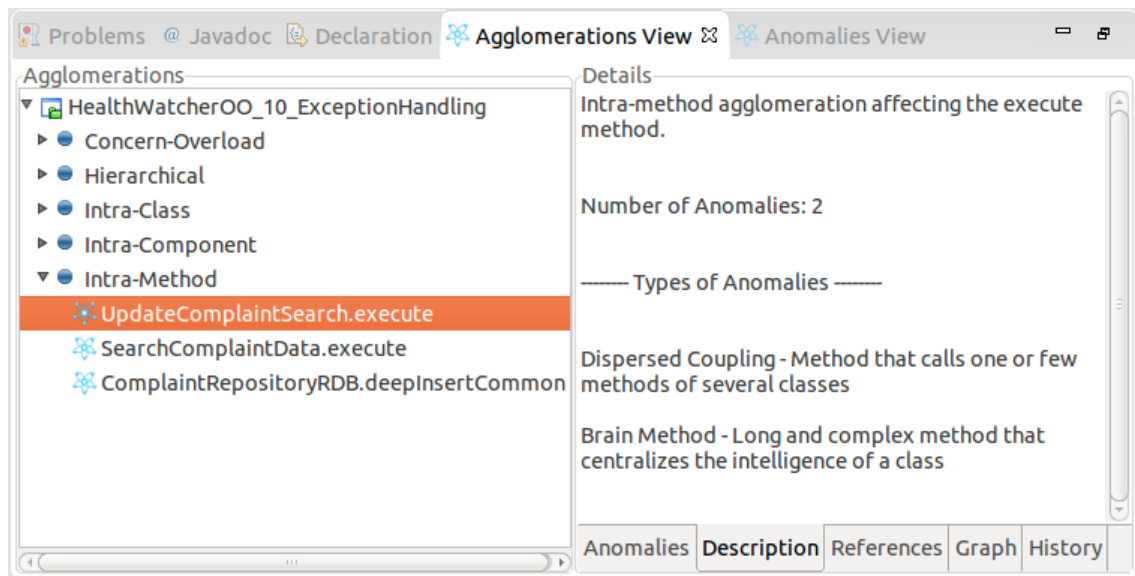 Problems @ Javadoc Declaration Agglomerations View Anomalies View
Agglomerations
HealthWatcherOO_10_ExceptionHandling
Concern-Overload
Hierarchical
Intra-Class
Intra-Component
Intra-Method
UpdateComplaintSearch.execute
SearchComplaintData.execute
ComplaintRepositoryRDB.deepInsertCommon
Details
Intra-method agglomeration affecting the execute
method.
Number of Anomalies: 2
-------- Types of Anomalies --------
Dispersed Coupling - Method that calls one or few
methods of several classes
Brain Method - Long and complex method that
centralizes the intelligence of a class
Anomalies Description References Graph History